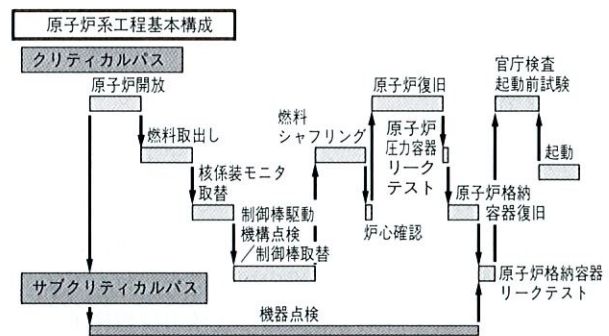 原子炉系工程基本構成
クリティカルパス
原子炉開放
燃料取出し
核係装モニタ
取替
制御棒駆動
機構点検
／制御棒取替
燃料
シャフリング
炉心確認
原子炉復旧
原子炉
圧力容器
リーク
テスト
原子炉格納
容器復旧
原子炉格納容器
リークテスト
官庁検査
起動前試験
起動
サブクリティカルパス
機器点検